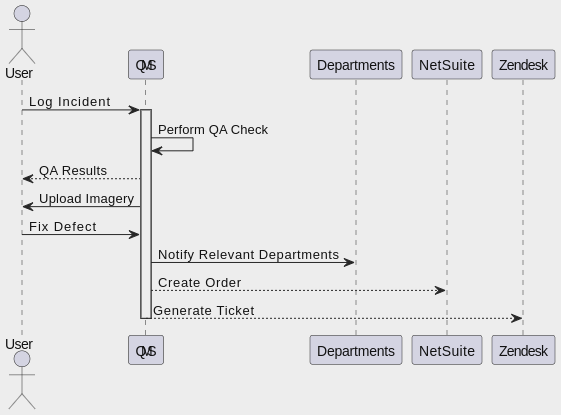 User QMS Departments NetSuite Zendesk
Log Incident
Perform QA Check
QA Results
Upload Imagery
Fix Defect
Notify Relevant Departments
Create Order
Generate Ticket
User QMS Departments NetSuite Zendesk